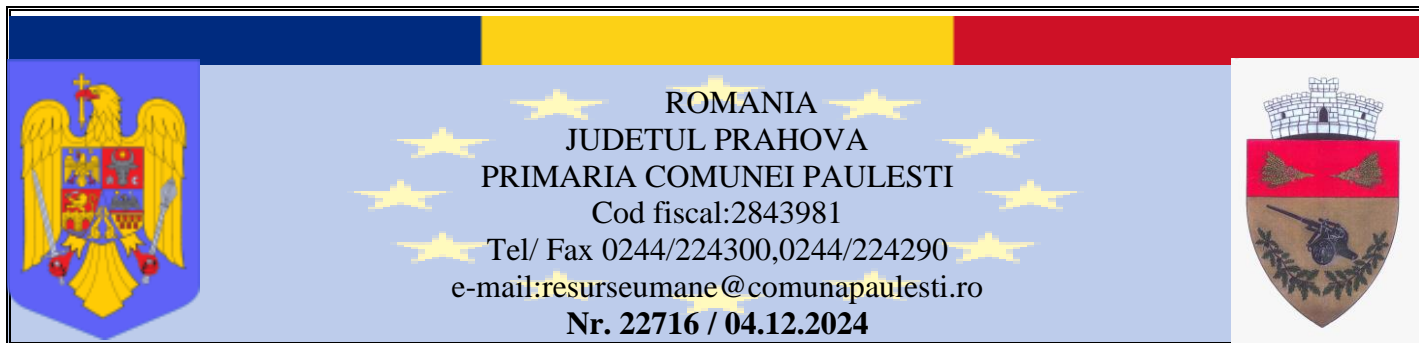 ROMANIA
JUDETUL PRAHOVA
PRIMARIA COMUNEI PAULESTI
Cod fiscal:2843981
Tel/ Fax 0244/224300,0244/224290
e-mail:resurseumane@comunapaulesti.ro
Nr. 22716 / 04.12.2024